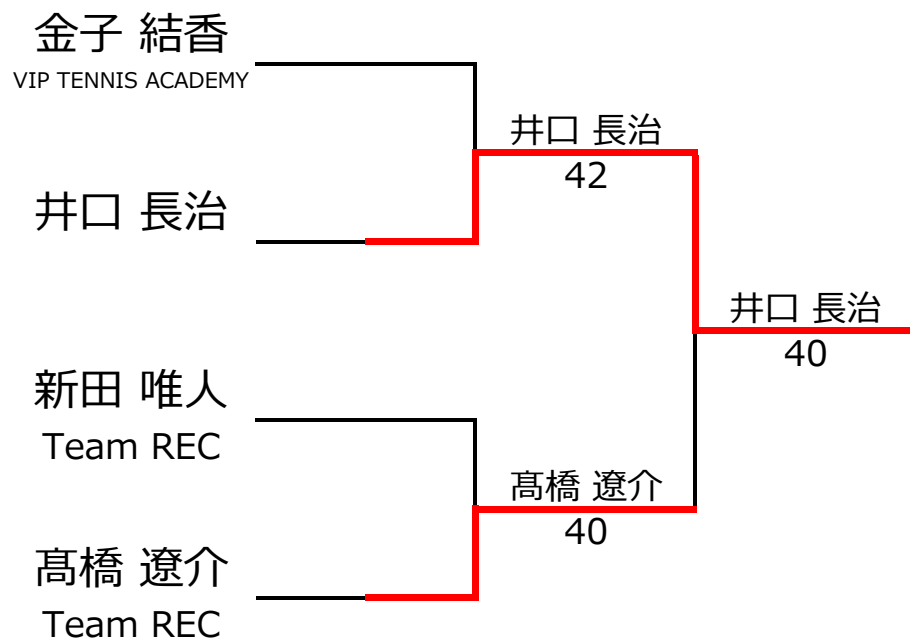 金子 結香
VIP TENNIS ACADEMY
井口 長治
42
井口 長治
井口 長治
40
新田 唯人
Team REC
髙橋 遼介
40
髙橋 遼介
Team REC